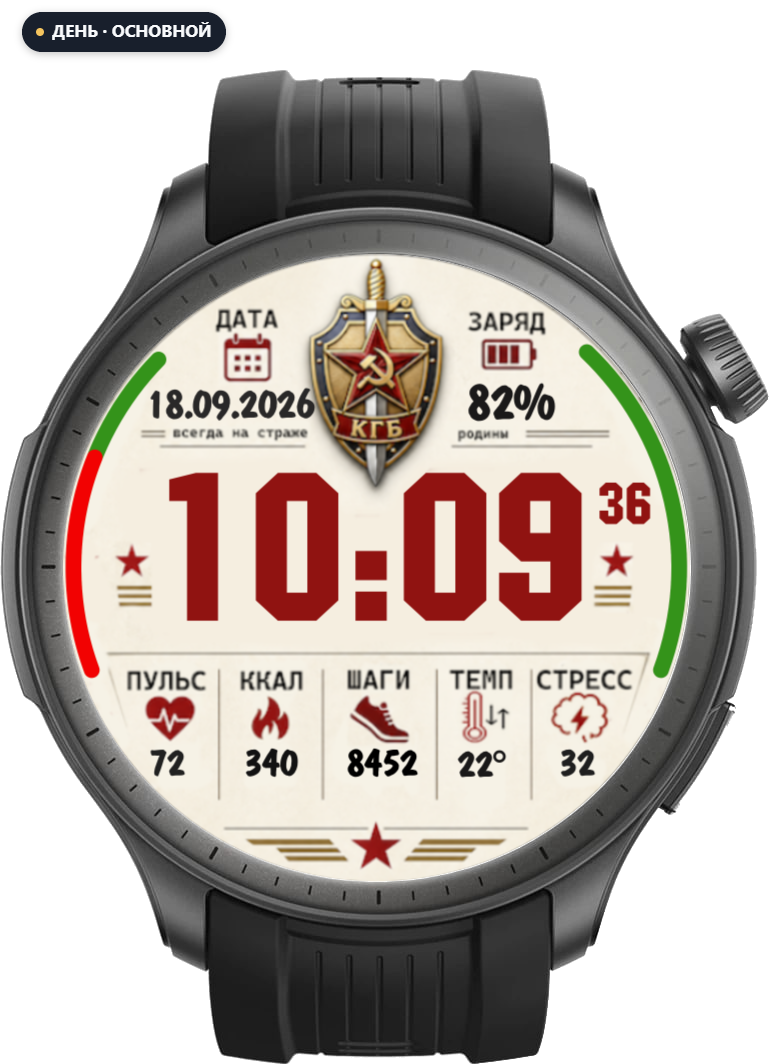 ДЕНЬ · ОСНОВНОЙ
ДАТА
ЗАРЯД
18.09.2026
82%
всегда на страже
родины
КГБ
10:09
36
ПУЛЬС ККАЛ ШАГИ ТЕМП СТРЕСС
72 340 8452 22° 32